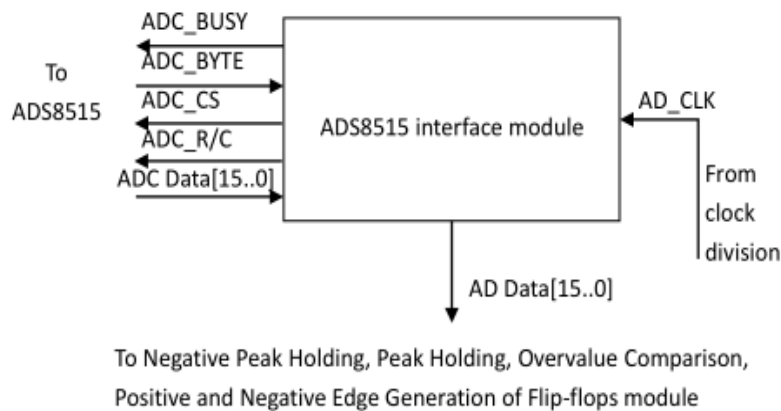 ADC_BUSY
To
ADS8515
ADC_BYTE
ADC_CS
ADC_R/C
ADC Data[15..0]
ADS8515 interface module
AD_CLK
From
clock
division
AD Data[15..0]
To Negative Peak Holding, Peak Holding, Overvalue Comparison,
Positive and Negative Edge Generation of Flip-flops module